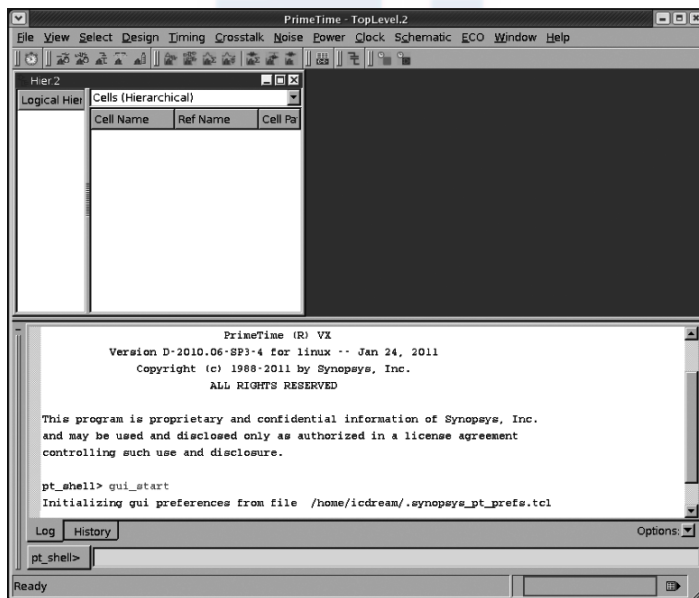 PrimeTime - TopLevel.2
File View Select Design Timing Crosstalk Noise Power Clock Schematic ECO Window Help
Hier.2
Logical Hier
Cells (Hierarchical)
Cell Name Ref Name Cell Pa
PrimeTime (R) VX
Version D-2010.06-SP3-4 for linux -- Jan 24, 2011
Copyright (c) 1988-2011 by Synopsys, Inc.
ALL RIGHTS RESERVED
This program is proprietary and confidential information of Synopsys, Inc.
and may be used and disclosed only as authorized in a license agreement
controlling such use and disclosure.
pt_shell> gui_start
Initializing gui preferences from file /home/icdream/.synopsys_pt_prefs.tcl
Log History Options:
pt_shell>
Ready